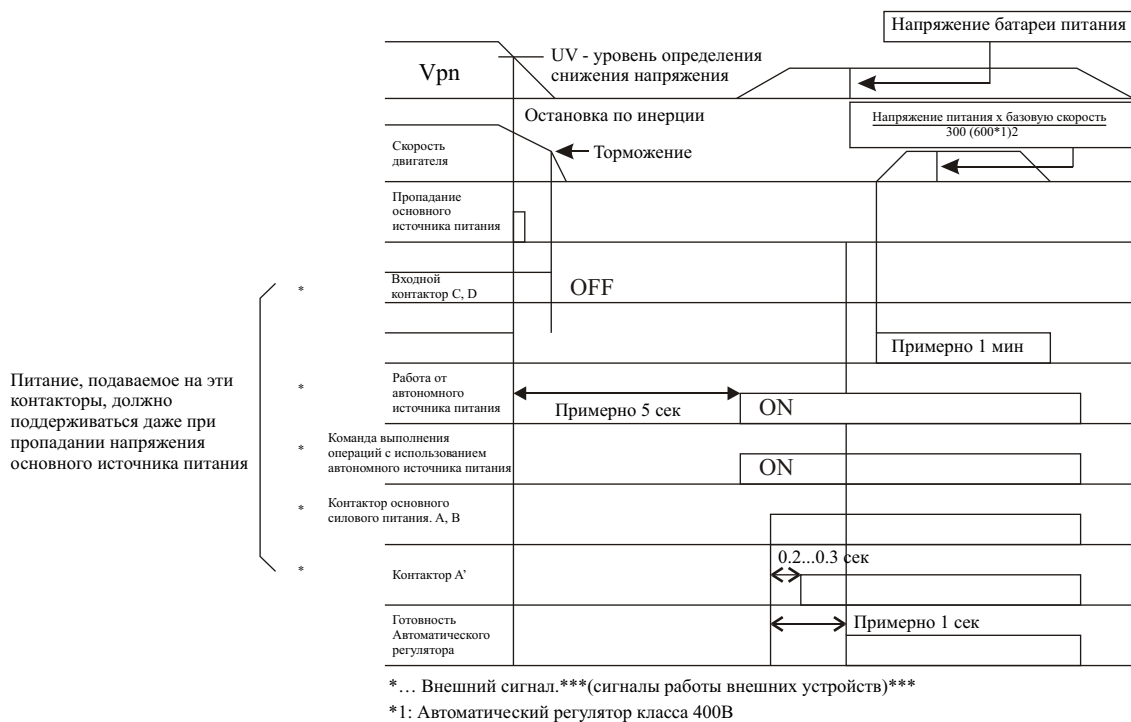 Напряжение батареи питания
Vpn
UV - уровень определения
снижения напряжения
Остановка по инерции
Напряжение питания x базовую скорость
300 (600*1)2
Скорость
двигателя
Торможение
Пропадание
основного
источника питания
*
Входной
контактор C, D
OFF
Примерно 1 мин
Питание, подаваемое на эти
контакторы, должно
поддерживаться даже при
пропадании напряжения
основного источника питания
*
Работа от
автономного
источника питания
Примерно 5 сек
ON
*
Команда выполнения
операций с использованием
автономного источника питания
ON
*
Контактор основного
силового питания. A, B
0.2...0.3 сек
*
Контактор A’
Готовность
Автоматического
регулятора
Примерно 1 сек
*… Внешний сигнал.***(сигналы работы внешних устройств)***
*1: Автоматический регулятор класса 400В